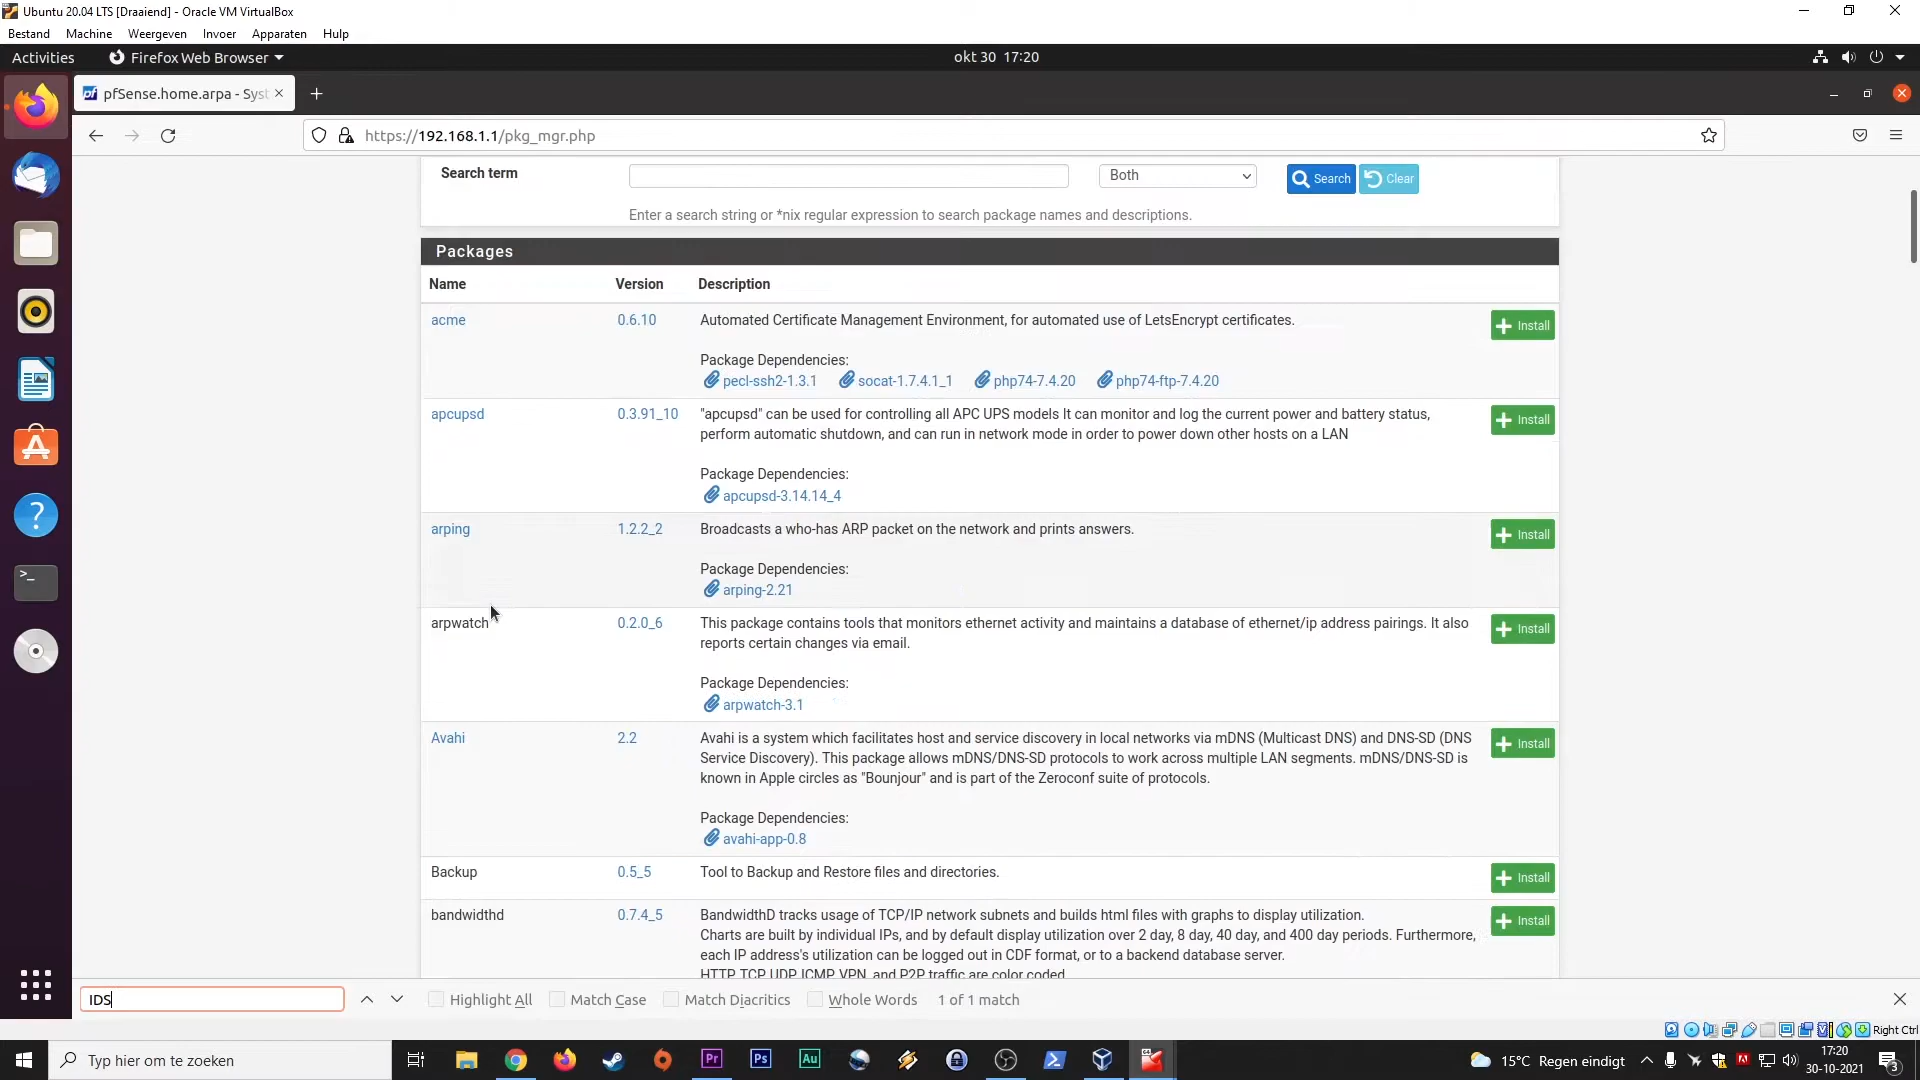 Ubuntu 20.04 LTS [Draaiend] - Oracle VM VirtualBox
Bestand Machine Weergeven Invoer Apparaten Hulp
Activities Firefox Web Browser okt 30 17:20
pfSense.home.arpa - Syst
https://192.168.1.1/pkg_mgr.php
Search term Both Search Clear
Enter a search string or *nix regular expression to search package names and descriptions.
Packages
Name Version Description
acme 0.6.10 Automated Certificate Management Environment, for automated use of LetsEncrypt certificates. Install
Package Dependencies:
pecl-ssh2-1.3.1 socat-1.7.4.1_1 php74-7.4.20 php74-ftp-7.4.20
apcupsd 0.3.91_10 "apcupsd" can be used for controlling all APC UPS models It can monitor and log the current power and battery status, Install
perform automatic shutdown, and can run in network mode in order to power down other hosts on a LAN
Package Dependencies:
apcupsd-3.14.14_4
arping 1.2.2_2 Broadcasts a who-has ARP packet on the network and prints answers. Install
Package Dependencies:
arping-2.21
arpwatch 0.2.0_6 This package contains tools that monitors ethernet activity and maintains a database of ethernet/ip address pairings. It also Install
reports certain changes via email.
Package Dependencies:
arpwatch-3.1
Avahi 2.2 Avahi is a system which facilitates host and service discovery in local networks via mDNS (Multicast DNS) and DNS-SD (DNS Install
Service Discovery). This package allows mDNS/DNS-SD protocols to work across multiple LAN segments. mDNS/DNS-SD is
known in Apple circles as "Bounjour" and is part of the Zeroconf suite of protocols.
Package Dependencies:
avahi-app-0.8
Backup 0.5_5 Tool to Backup and Restore files and directories. Install
bandwidthd 0.7.4_5 BandwidthD tracks usage of TCP/IP network subnets and builds html files with graphs to display utilization. Install
Charts are built by individual IPs, and by default display utilization over 2 day, 8 day, 40 day, and 400 day periods. Furthermore,
each IP address's utilization can be logged out in CDF format, or to a backend database server.
HTTP, TCP, UDP, ICMP, VPN, and P2P traffic are color coded.
IDS Highlight All Match Case Match Diacritics Whole Words 1 of 1 match
Right Ctrl
Typ hier om te zoeken Pr Ps Au 15°C Regen eindigt 17:20
30-10-2021 3